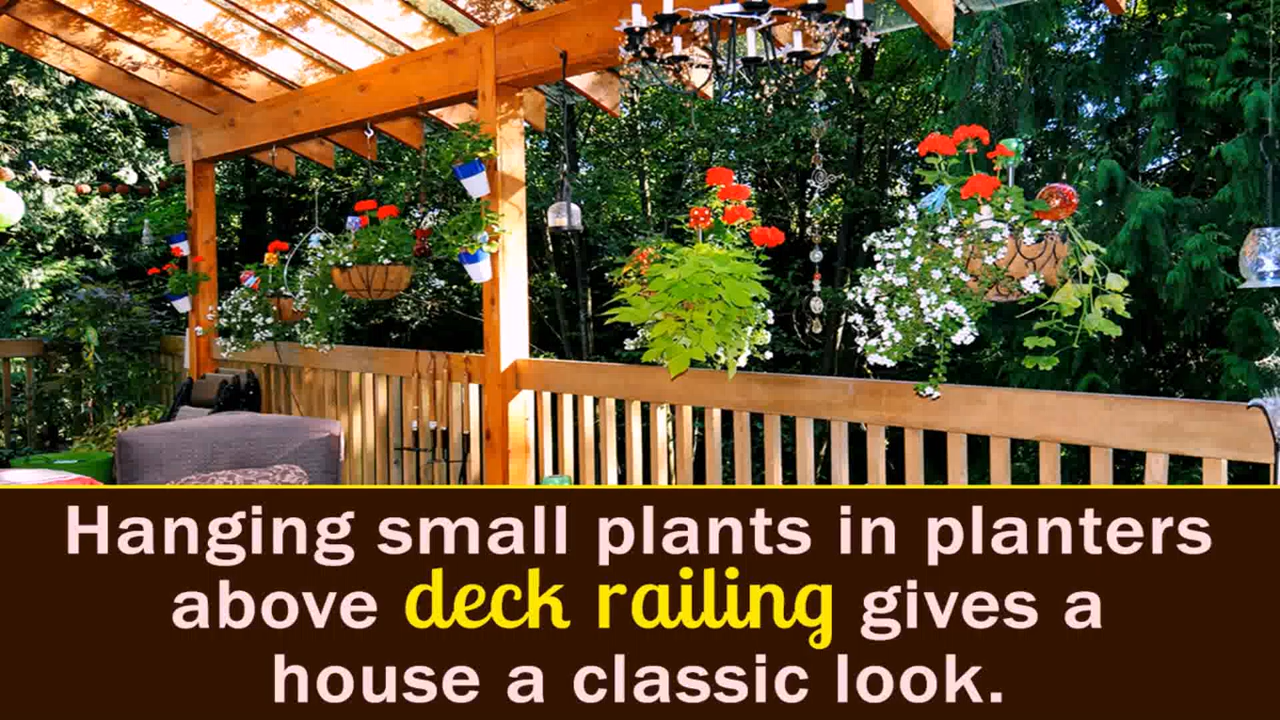 Hanging small plants in planters
above deck railing gives a
house a classic look.